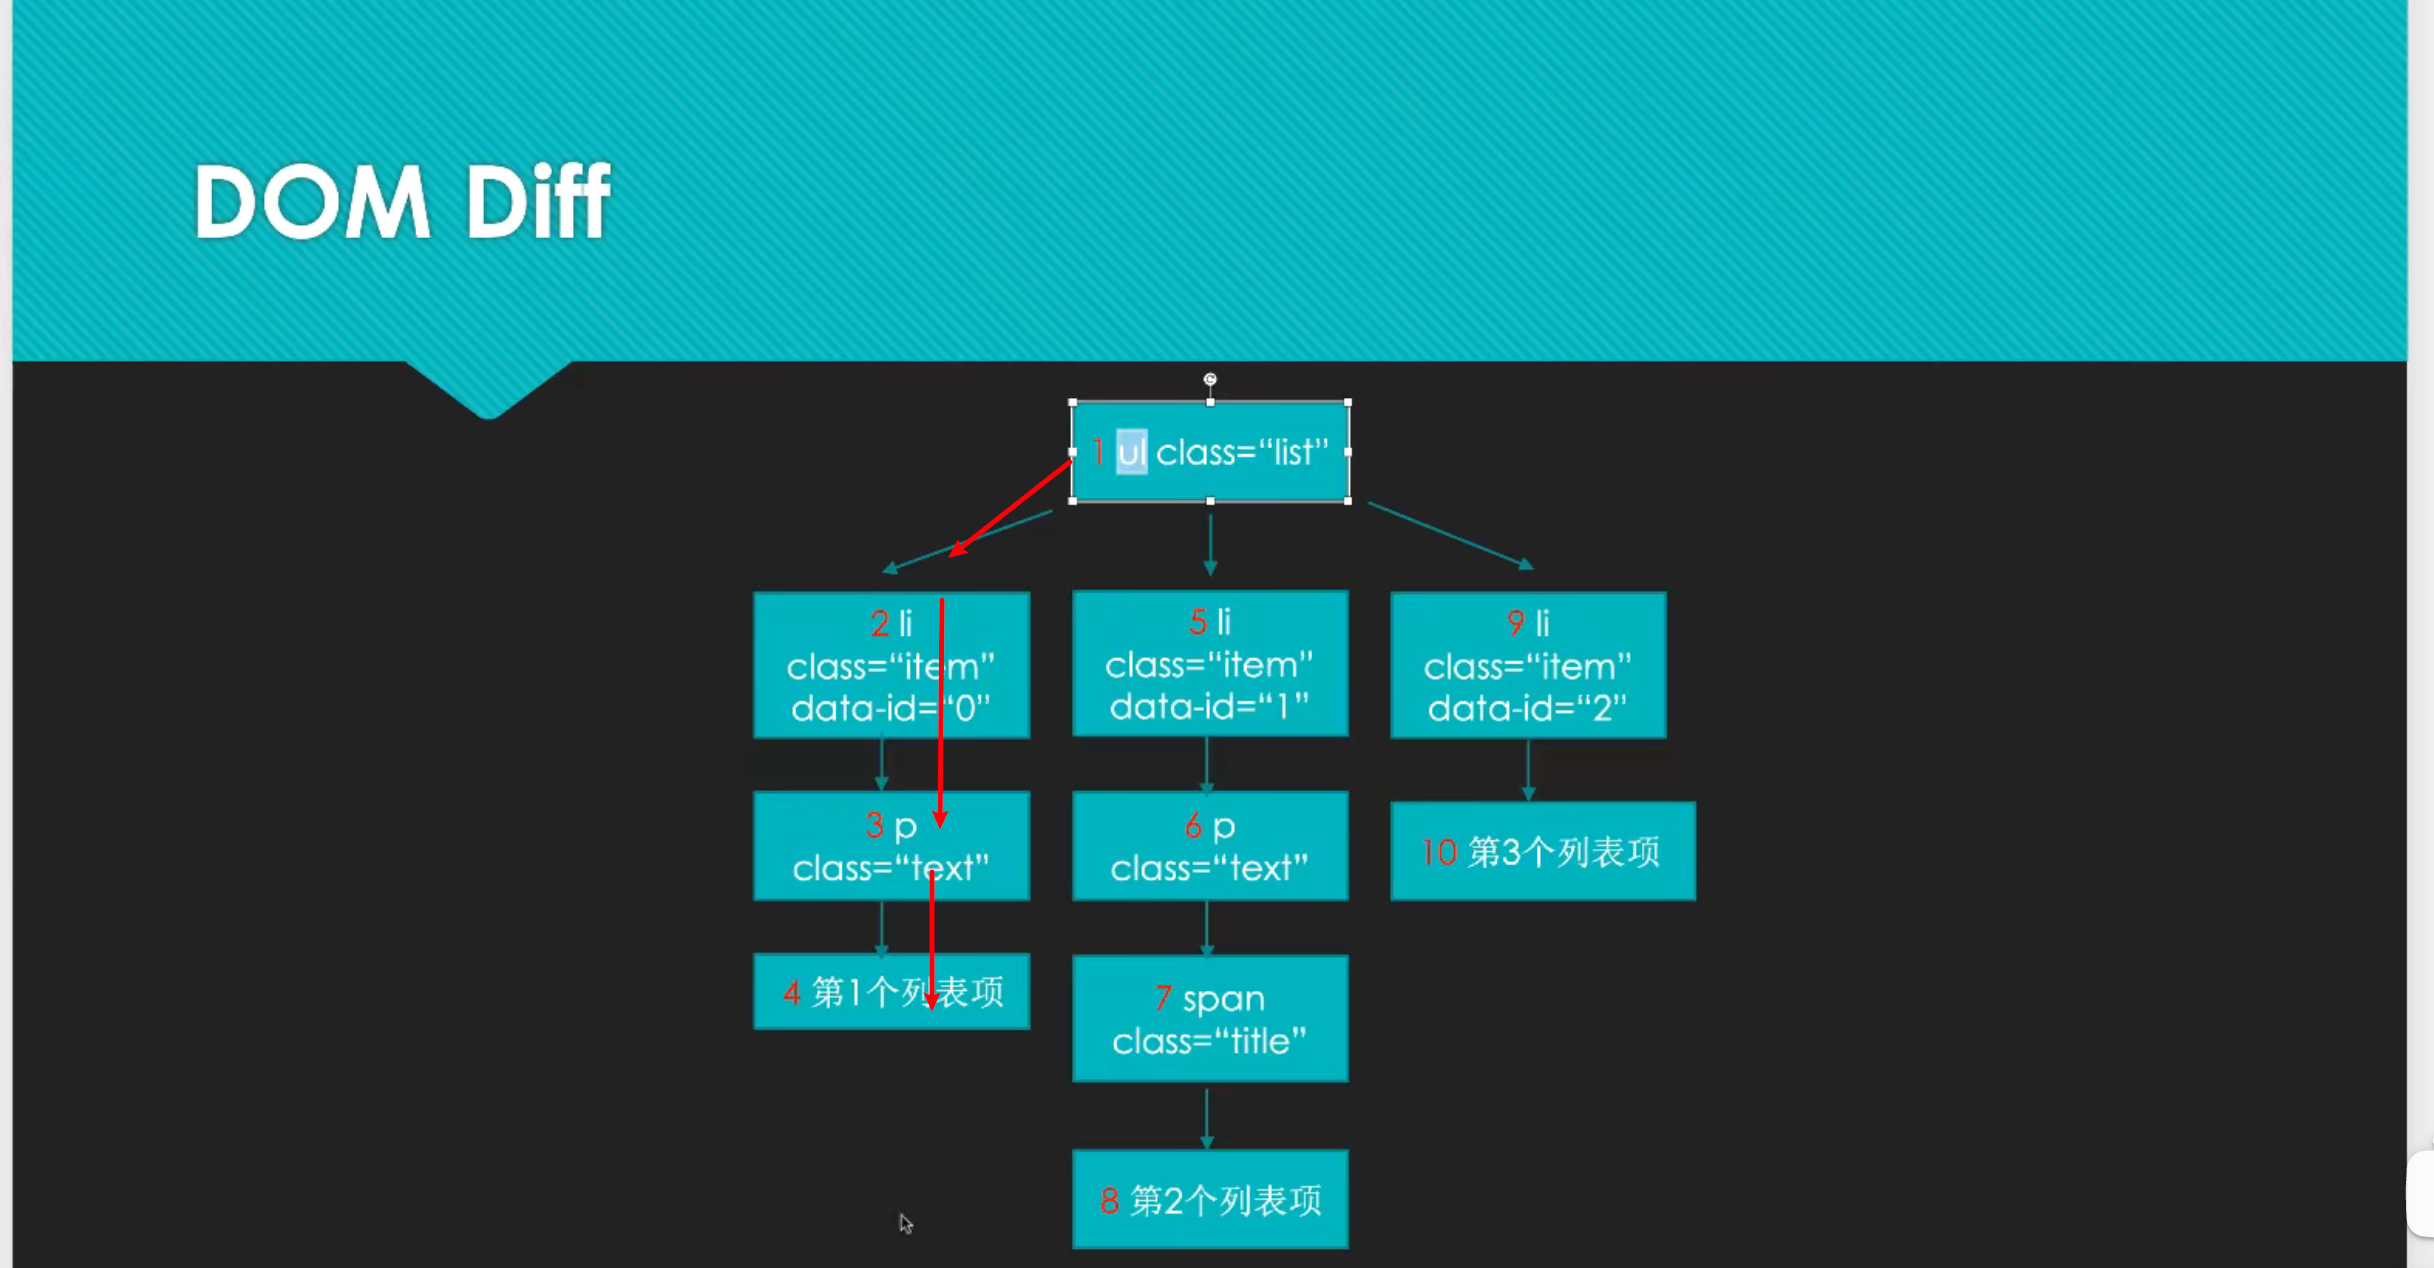 DOM Diff
1 ul class=“list”
2 li
class=“item”
data-id=“0”
5 li
class=“item”
data-id=“1”
9 li
class=“item”
data-id=“2”
3 p
class=“text”
6 p
class=“text”
10 第3个列表项
4 第1个列表项
7 span
class=“title”
8 第2个列表项